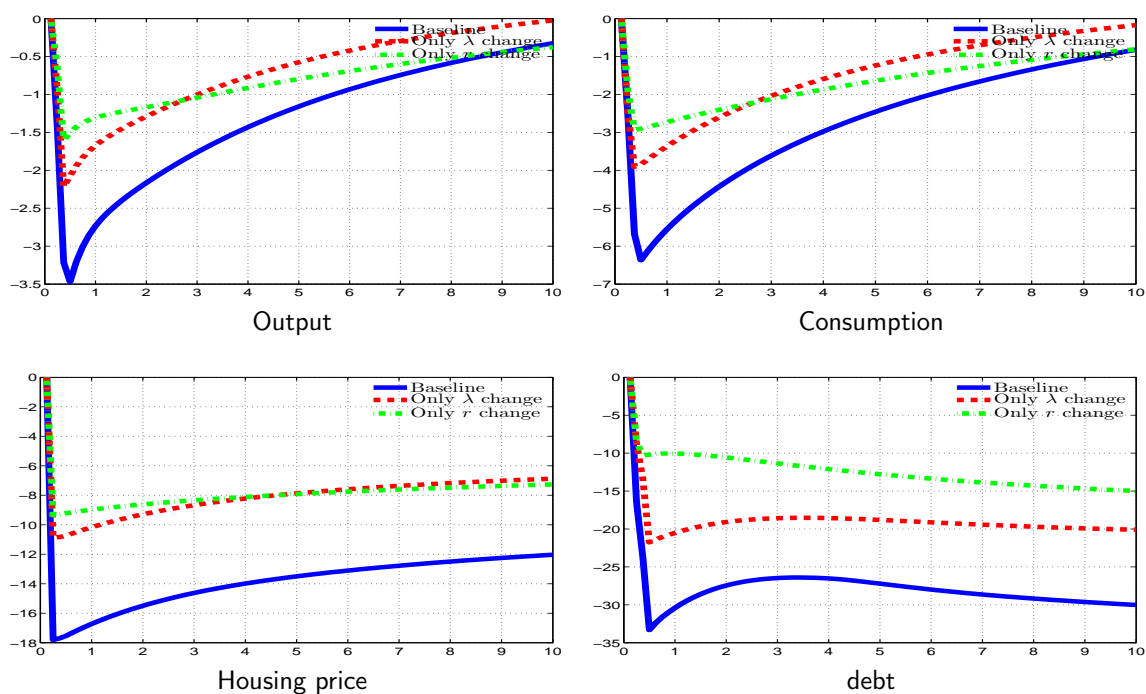 0
-0.5
-1
-1.5
-2
-2.5
-3
-3.5
0 1 2 3 4 5 6 7 8 9 10
Baseline
Only λ change
Only r change
Output
0
-1
-2
-3
-4
-5
-6
-7
0 1 2 3 4 5 6 7 8 9 10
Baseline
Only λ change
Only r change
Consumption
0
-2
-4
-6
-8
-10
-12
-14
-16
-18
0 1 2 3 4 5 6 7 8 9 10
Baseline
Only λ change
Only r change
Housing price
0
-5
-10
-15
-20
-25
-30
-35
0 1 2 3 4 5 6 7 8 9 10
Baseline
Only λ change
Only r change
debt